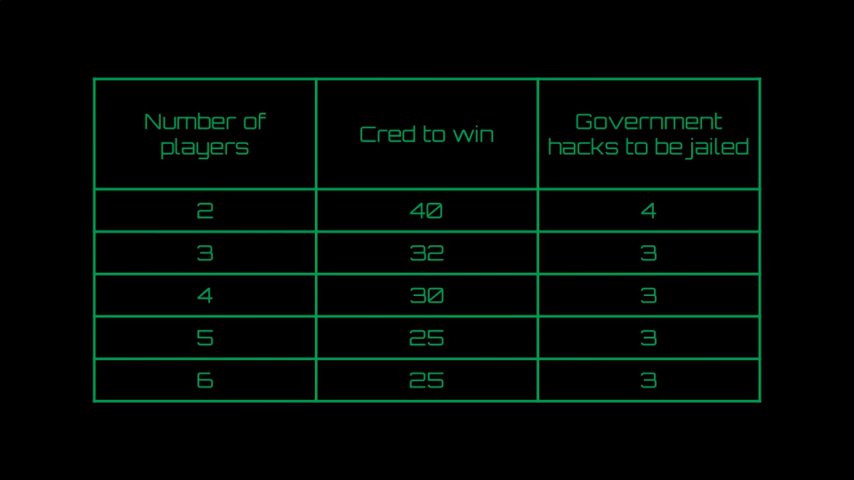 Number of
players
Cred to win
Government
hacks to be jailed
2 40 4
3 32 3
4 30 3
5 25 3
6 25 3